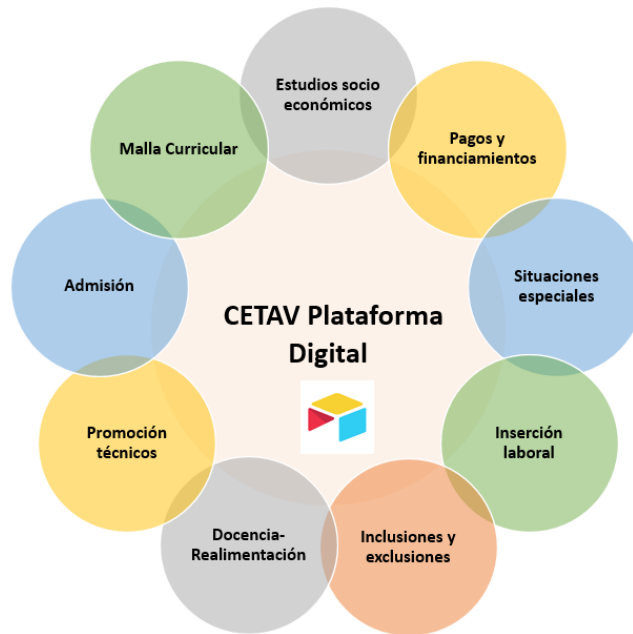 Estudios socio
económicos
Pagos y
financiamientos
Situaciones
especiales
Inserción
laboral
Inclusiones y
exclusiones
Docencia-
Realimentación
Promoción
técnicos
Admisión
Malla Curricular
CETAV Plataforma
Digital